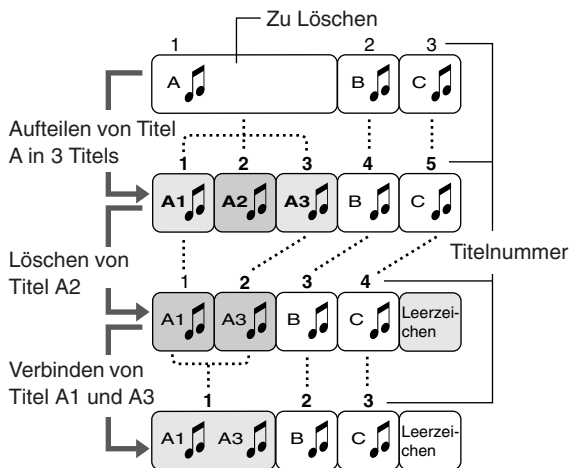 Zu Löschen
1 2 3
A B C
Aufteilen von Titel
A in 3 Titels
1 2 3 4 5
A1 A2 A3 B C
Titelnummer
Löschen von
Titel A2
1 2 3 4
A1 A3 B C Leerzei-
chen
Verbinden von
Titel A1 und A3
1 2 3
A1 A3 B C Leerzei-
chen